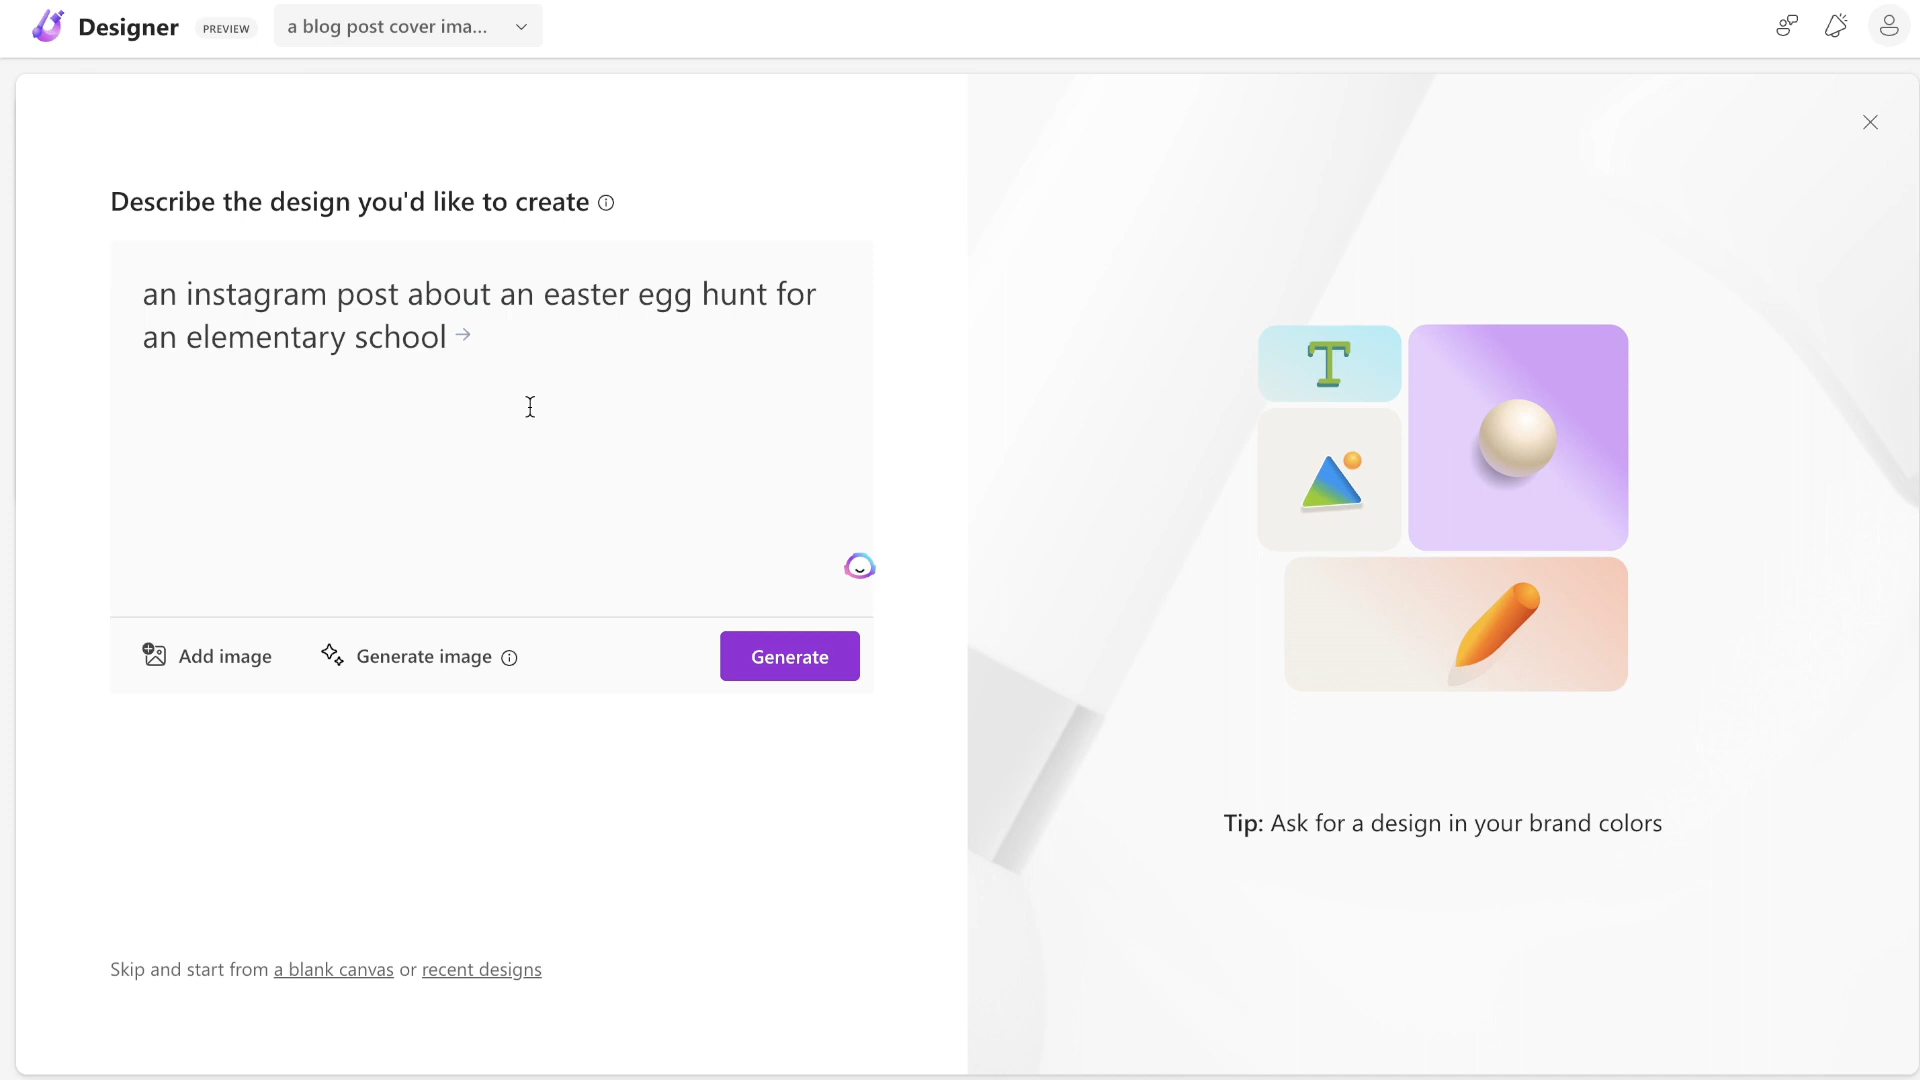 Designer PREVIEW a blog post cover ima...
Describe the design you'd like to create
an instagram post about an easter egg hunt for
an elementary school
Add image Generate image Generate
Skip and start from a blank canvas or recent designs
T
Tip: Ask for a design in your brand colors